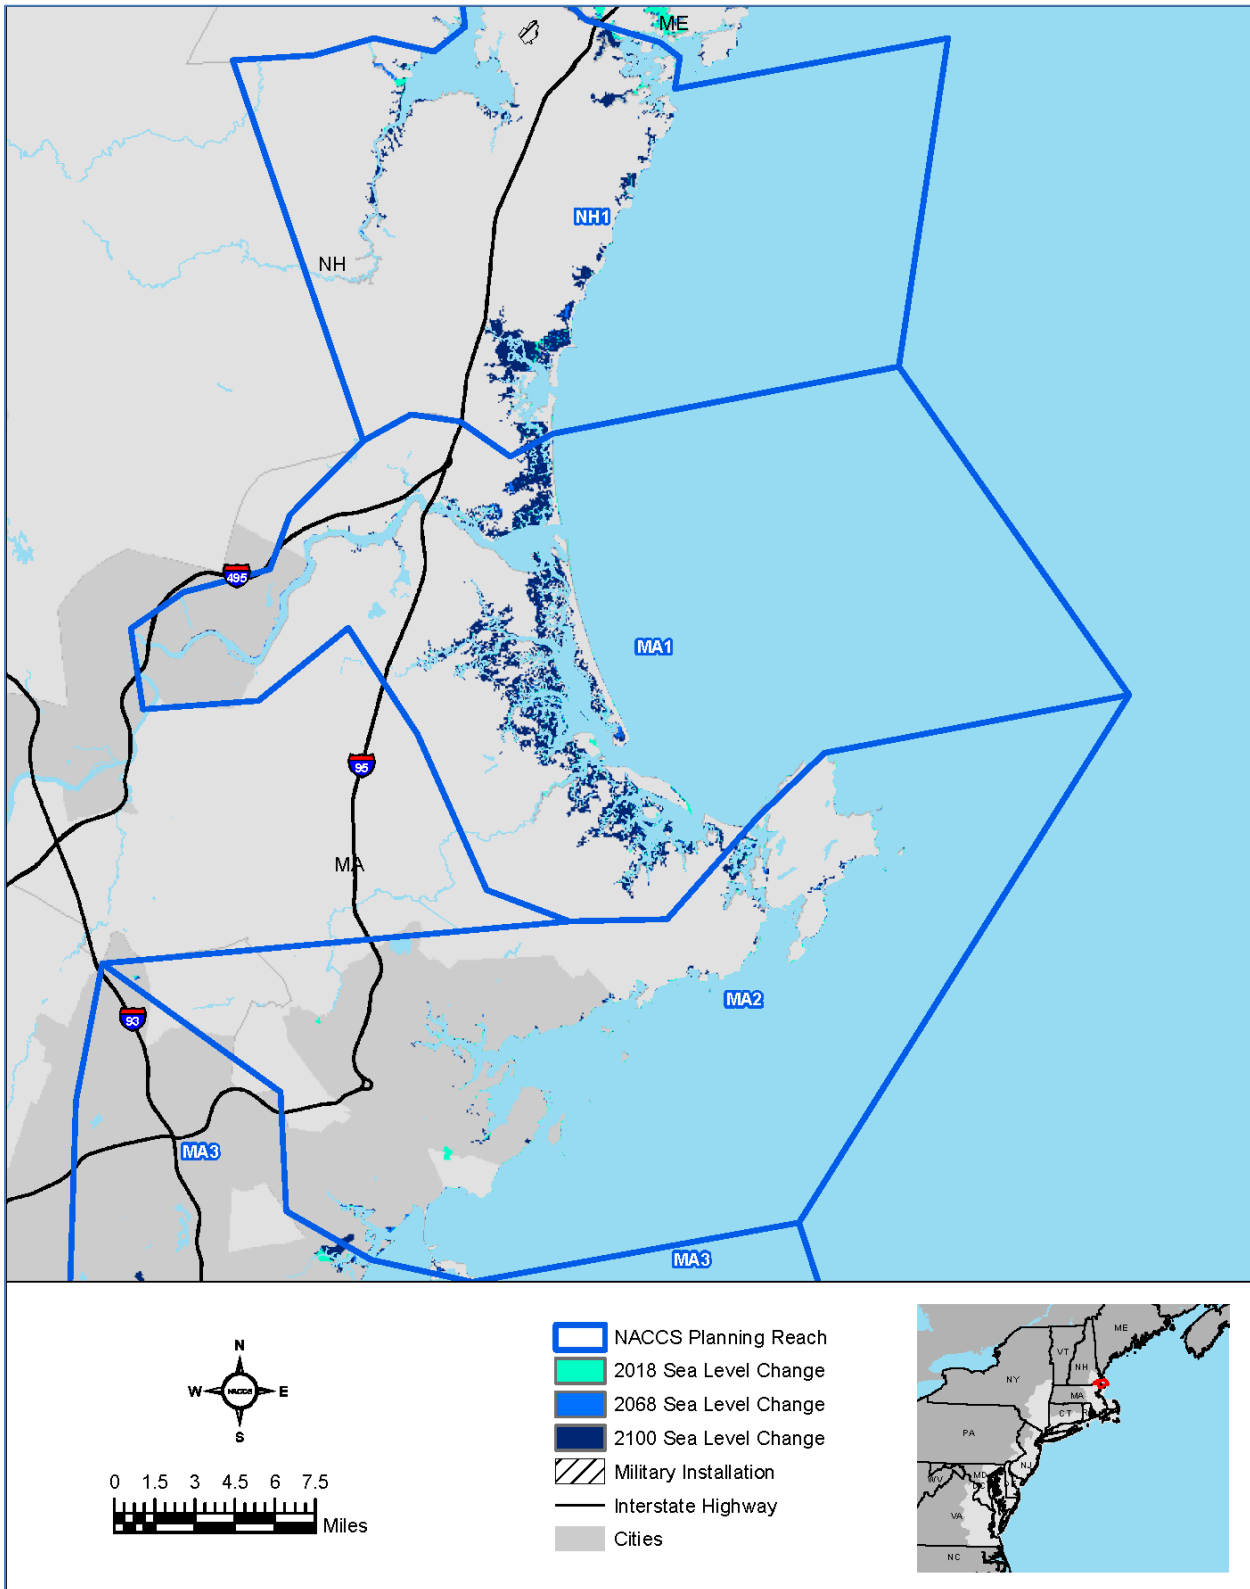 ME
NH1
NH
495
MA1
95
MA
MA2
93
MA3
MA3
N
W NACCS E
S
0 1.5 3 4.5 6 7.5
Miles
NACCS Planning Reach
2018 Sea Level Change
2068 Sea Level Change
2100 Sea Level Change
Military Installation
Interstate Highway
Cities
ME
VT
NH
NY
MA
CT
PA
NJ
MD
WV
VA
NC